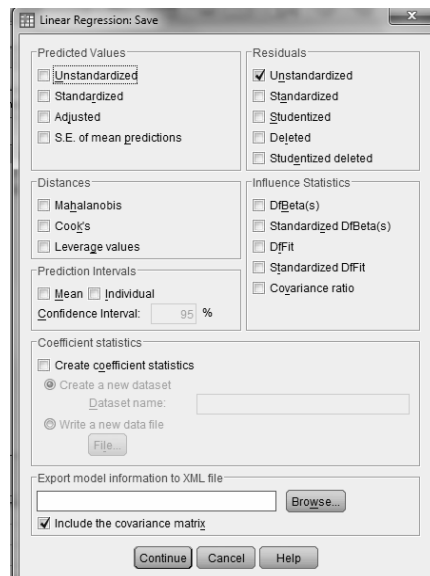 Linear Regression: Save
x
Predicted Values
Unstandardized
Standardized
Adjusted
S.E. of mean predictions
Residuals
Unstandardized
Standardized
Studentized
Deleted
Studentized deleted
Distances
Mahalanobis
Cook's
Leverage values
Influence Statistics
DfBeta(s)
Standardized DfBeta(s)
DfFit
Standardized DfFit
Covariance ratio
Prediction Intervals
Mean Individual
Confidence Interval: 95 %
Coefficient statistics
Create coefficient statistics
Create a new dataset
Dataset name:
Write a new data file
File...
Export model information to XML file
Browse...
Include the covariance matrix
Continue Cancel Help